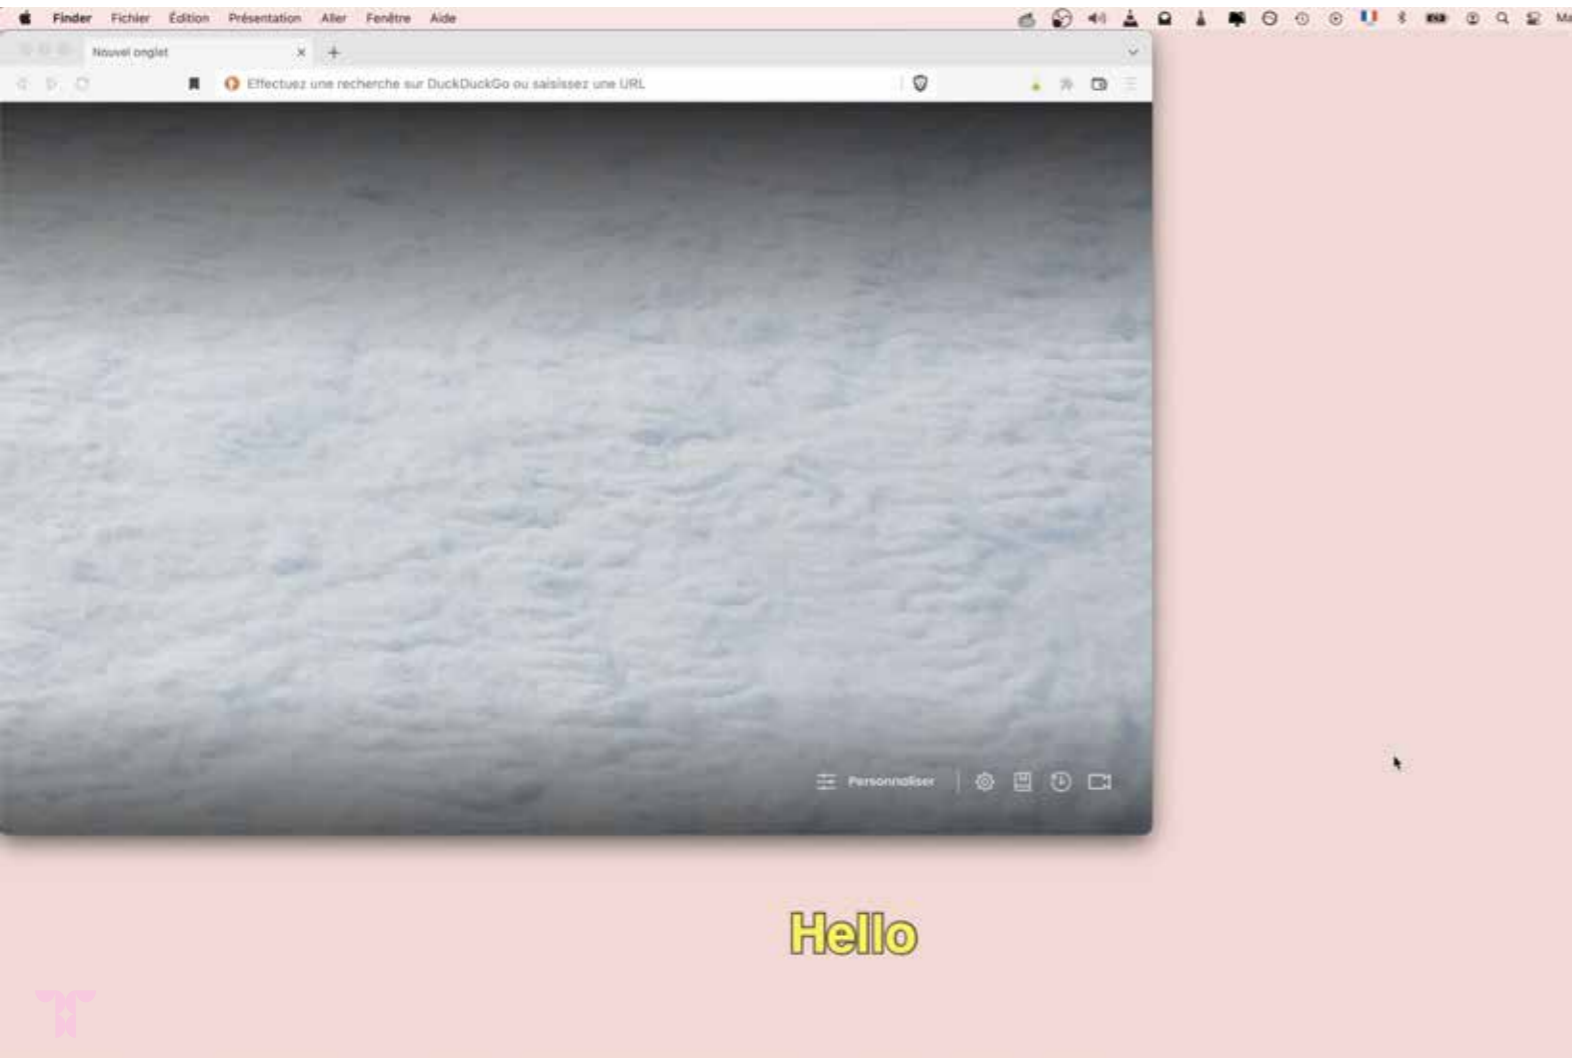 Finder Fichier Édition Présentation Aller Fenêtre Aide
Nouvel onglet
Effectuez une recherche sur DuckDuckGo ou saisissez une URL
Personnaliser
Hello